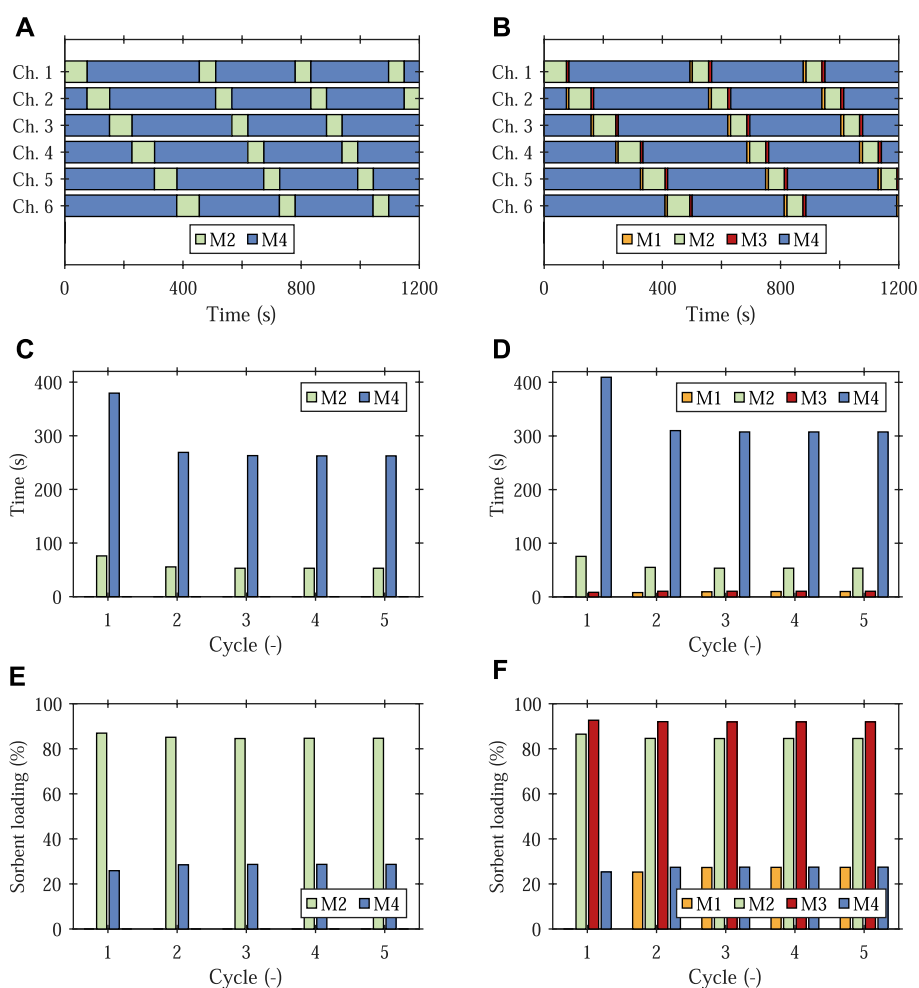 A
Ch. 1
Ch. 2
Ch. 3
Ch. 4
Ch. 5
Ch. 6
M2 M4
0 400 800 1200
Time (s)
B
Ch. 1
Ch. 2
Ch. 3
Ch. 4
Ch. 5
Ch. 6
M1 M2 M3 M4
0 400 800 1200
Time (s)
C
Time (s)
400
300
200
100
0
M2 M4
1 2 3 4 5
Cycle (-)
D
Time (s)
400
300
200
100
0
M1 M2 M3 M4
1 2 3 4 5
Cycle (-)
E
Sorbent loading (%)
100
80
60
40
20
0
M2 M4
1 2 3 4 5
Cycle (-)
F
Sorbent loading (%)
100
80
60
40
20
0
M1 M2 M3 M4
1 2 3 4 5
Cycle (-)